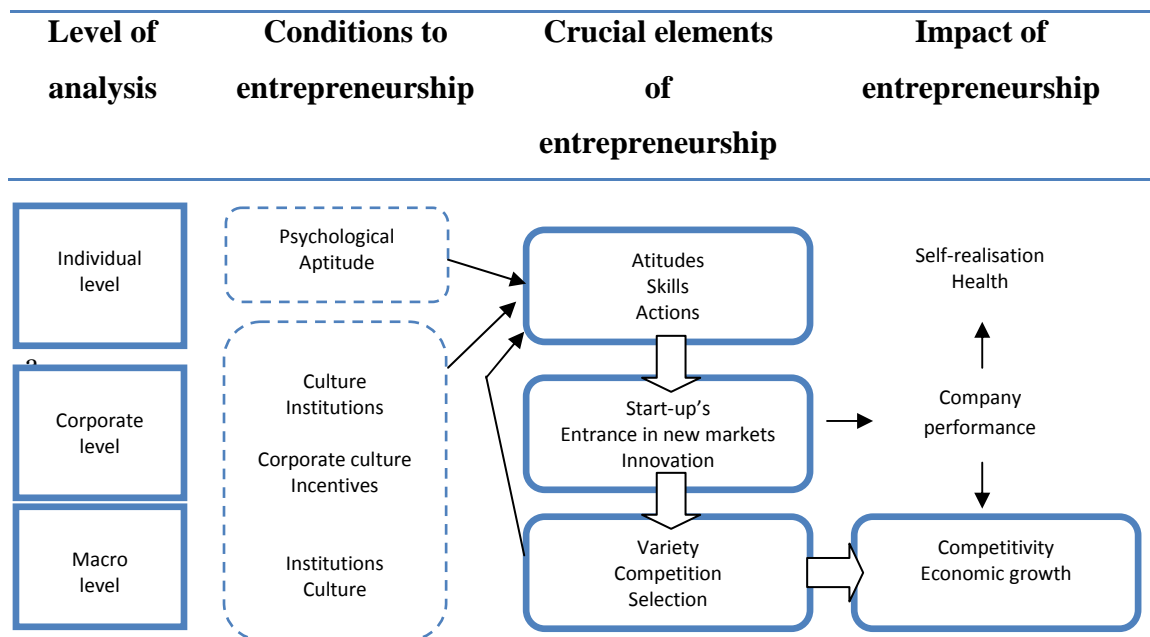 Level of
analysis
Conditions to
entrepreneurship
Crucial elements
of
entrepreneurship
Impact of
entrepreneurship
Individual
level
Psychological
Aptitude
Atitudes
Skills
Actions
Self-realisation
Health
Corporate
level
Culture
Institutions
Corporate culture
Incentives
Start-up’s
Entrance in new markets
Innovation
Company
performance
Macro
level
Institutions
Culture
Variety
Competition
Selection
Competitivity
Economic growth